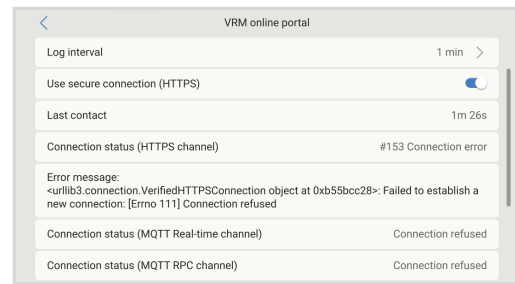 VRM online portal
Log interval 1 min
Use secure connection (HTTPS)
Last contact 1m 26s
Connection status (HTTPS channel) #153 Connection error
Error message:
<urllib3.connection.VerifiedHTTPSConnection object at 0xb55bcc28>: Failed to establish a
new connection: [Errno 111] Connection refused
Connection status (MQTT Real-time channel) Connection refused
Connection status (MQTT RPC channel) Connection refused